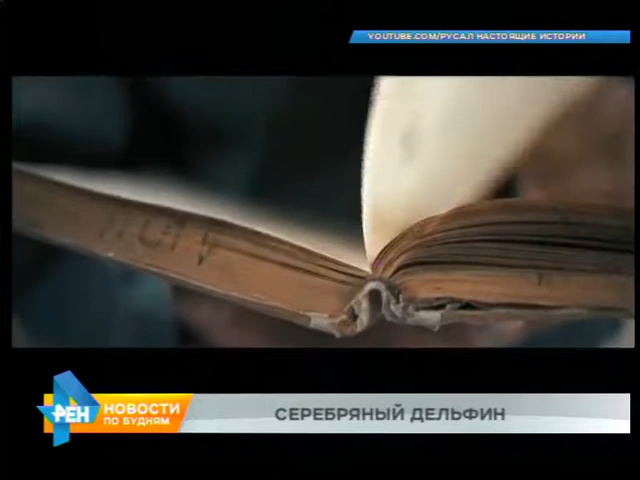 YOUTUBE.COM/РУСАЛ НАСТОЯЩИЕ ИСТОРИИ
РЕН
НОВОСТИ
ПО БУДНЯМ
СЕРЕБРЯНЫЙ ДЕЛЬФИН